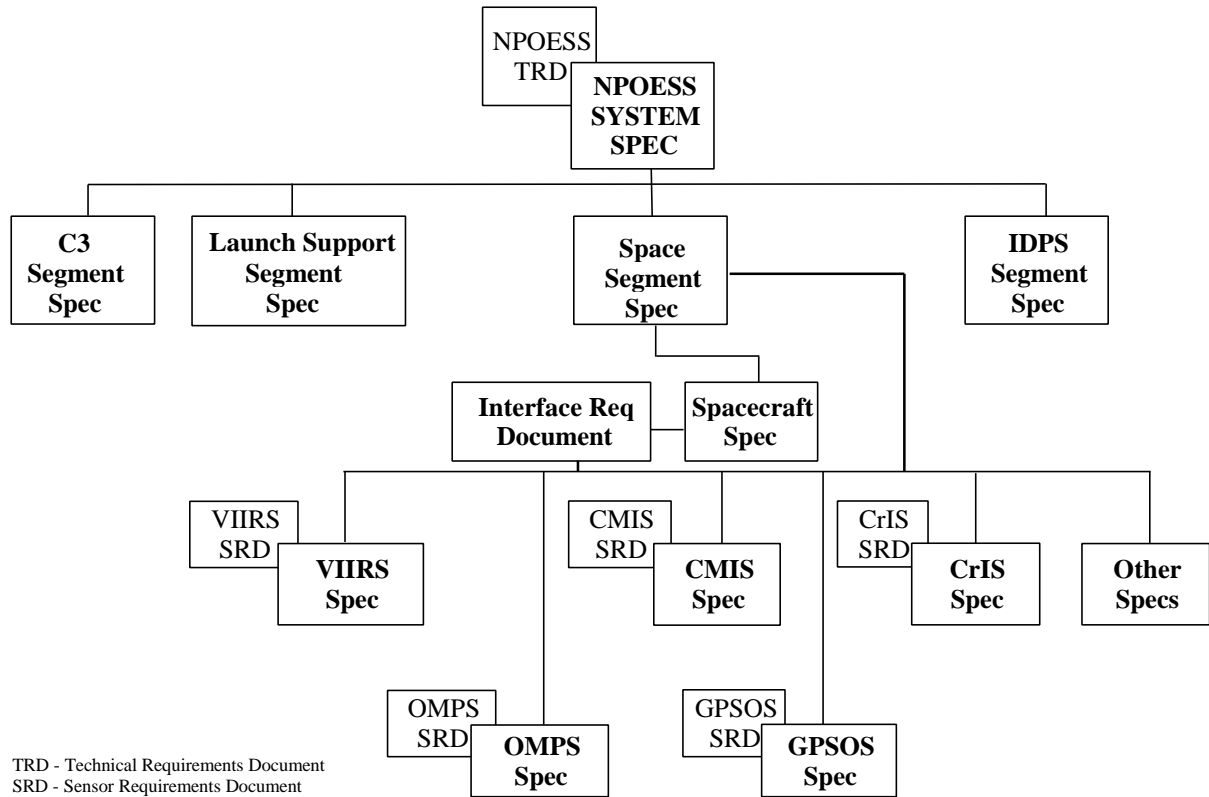 NPOESS
TRD
NPOESS
SYSTEM
SPEC
C3
Segment
Spec
Launch Support
Segment
Spec
Space
Segment
Spec
IDPS
Segment
Spec
Interface Req
Document
Spacecraft
Spec
VIIRS
SRD
VIIRS
Spec
CMIS
SRD
CMIS
Spec
CrIS
SRD
CrIS
Spec
Other
Specs
OMPS
SRD
OMPS
Spec
GPSOS
SRD
GPSOS
Spec
TRD - Technical Requirements Document
SRD - Sensor Requirements Document